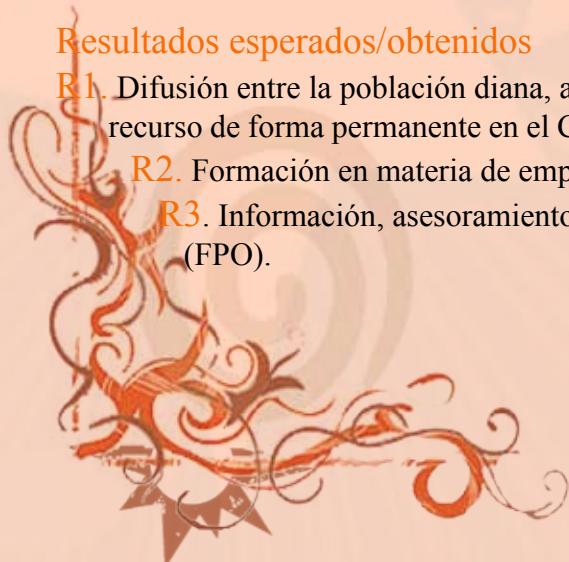 Resultados esperados/obtenidos
R1. Difusión entre la población diana,
recurso de forma permanente en el
R2. Formación en materia de
R3. Información, asesoramiento
(FPO).